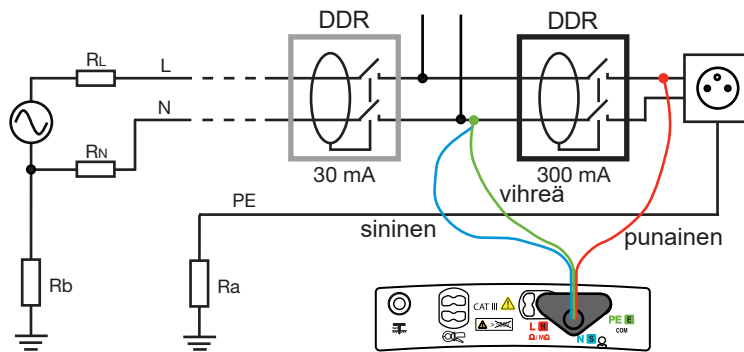 DDR
DDR
RL
L
N
RN
30 mA
300 mA
PE
vihreä
sininen
punainen
Rb
Ra
CAT III
L H
Ω/MΩ
N S
PE E
COM